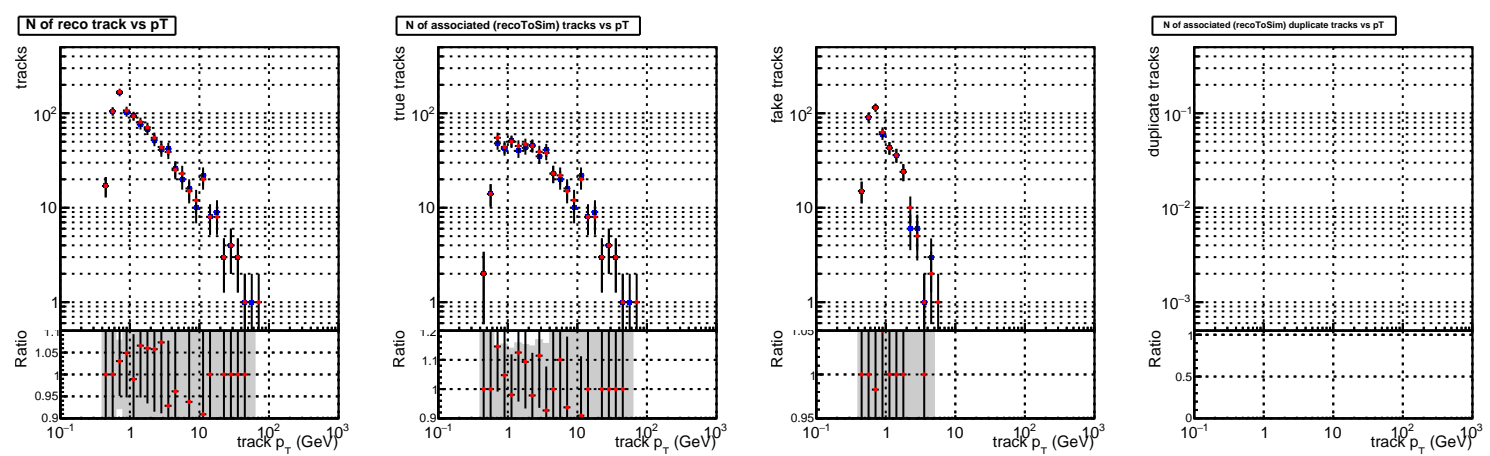 N of reco track vs pT
tracks
10²
10
1
Ratio
1.1
1.05
1
0.95
0.9
10⁻¹ 1 10 10² 10³
track p_T (GeV)
N of associated (recoToSim) tracks vs pT
true tracks
10²
10
1
Ratio
1.2
1.1
1
0.9
10⁻¹ 1 10 10² 10³
track p_T (GeV)
fake tracks
10²
10
1
Ratio
1.05
1
0.95
10⁻¹ 1 10 10² 10³
track p_T (GeV)
N of associated (recoToSim) duplicate tracks vs pT
duplicate tracks
10⁻¹
10⁻²
10⁻³
Ratio
1
0.5
0
10⁻¹ 1 10 10² 10³
track p_T (GeV)